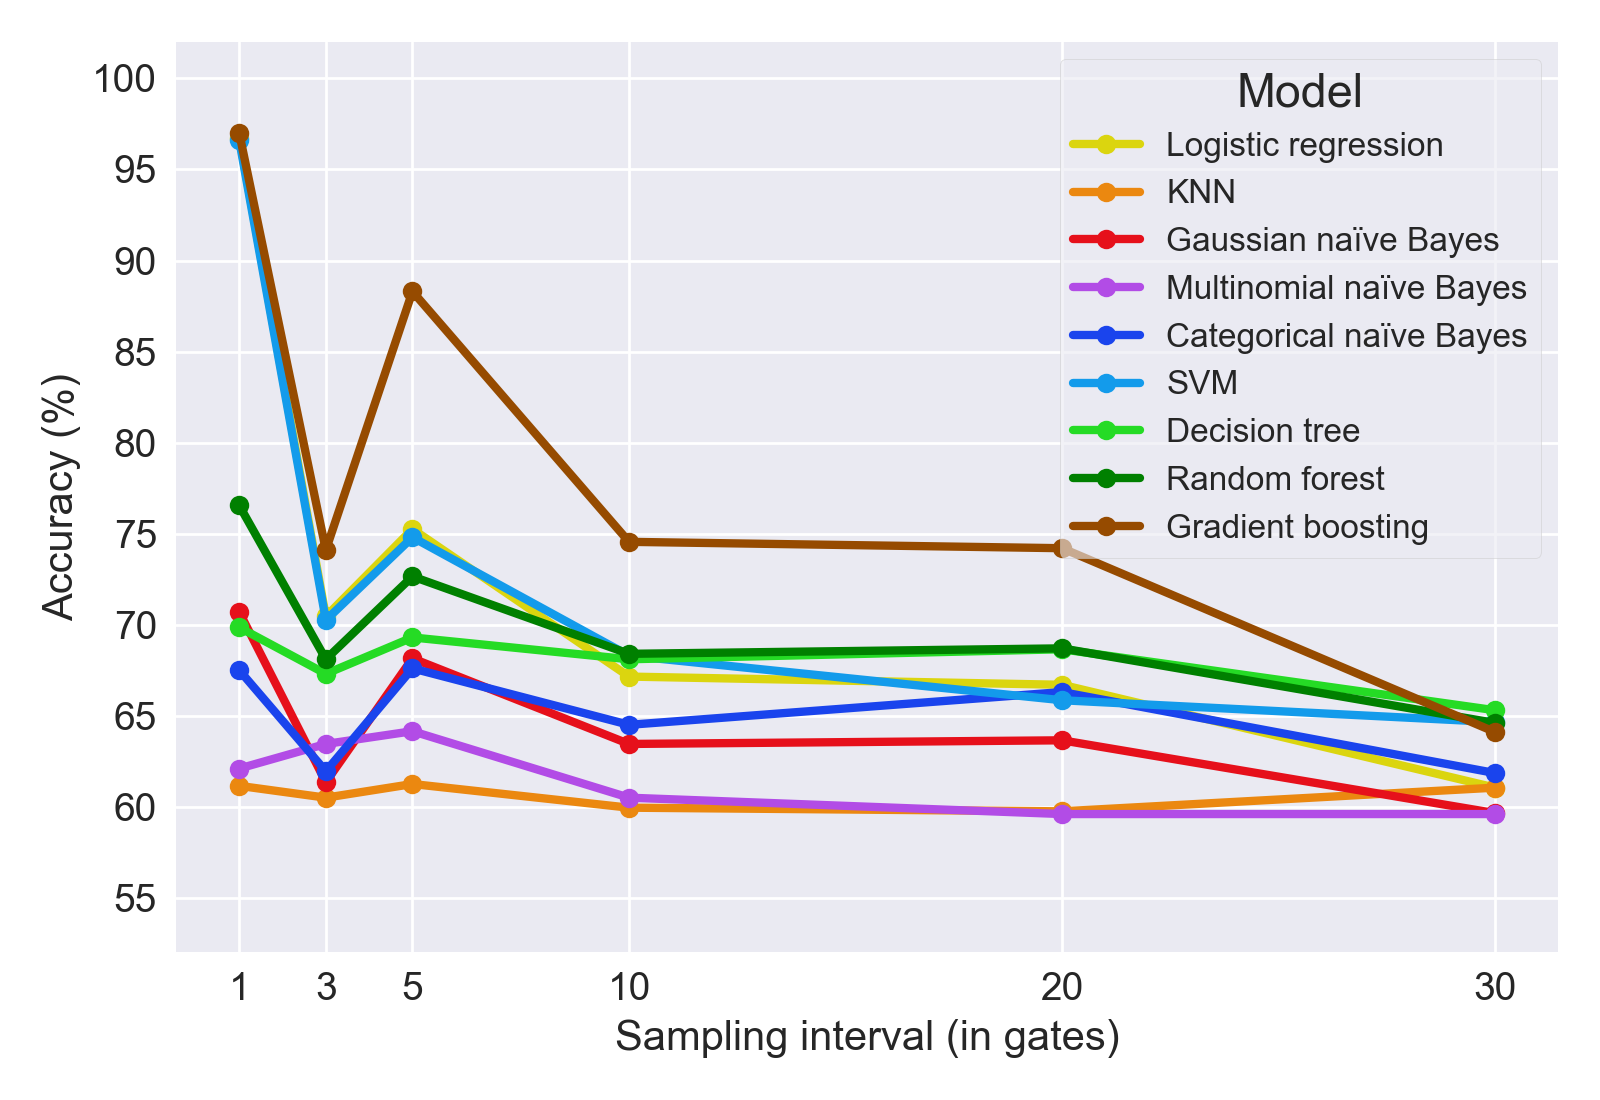 100
95
90
85
80
75
70
65
60
55
Accuracy (%)
Model
Logistic regression
KNN
Gaussian naïve Bayes
Multinomial naïve Bayes
Categorical naïve Bayes
SVM
Decision tree
Random forest
Gradient boosting
1 3 5 10 20 30
Sampling interval (in gates)